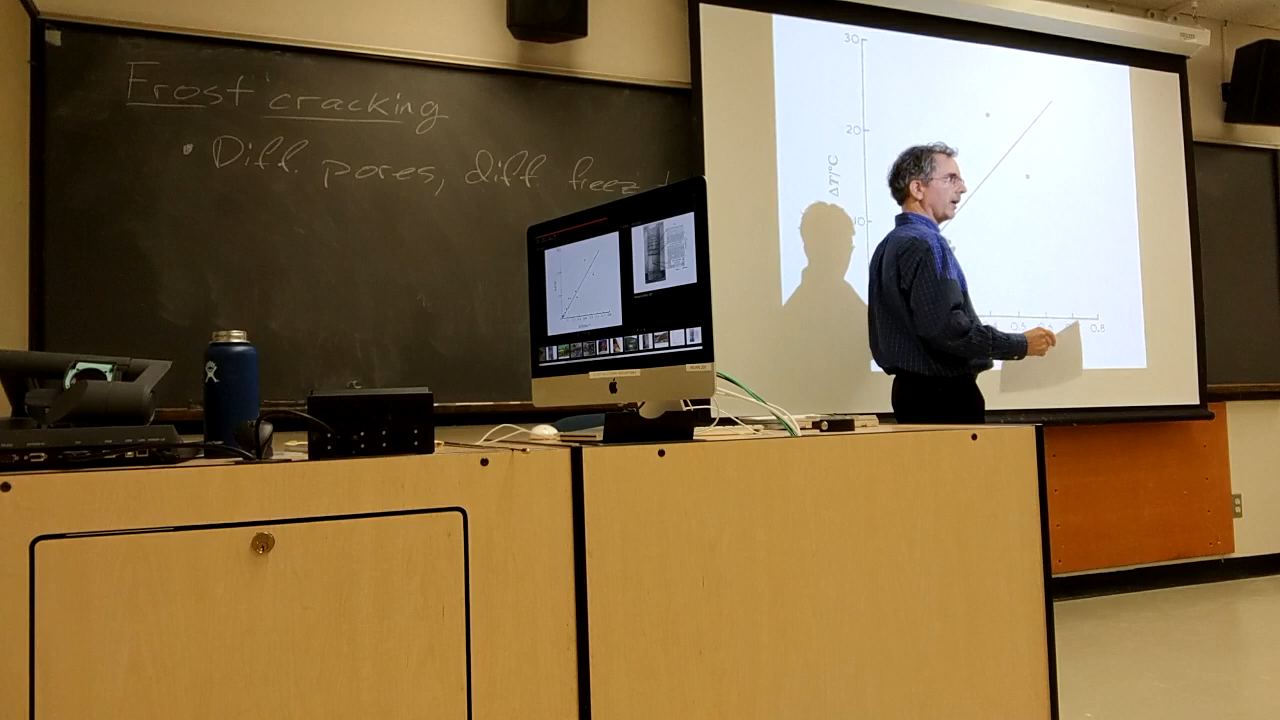 Frost cracking
• Diff. pores, diff. freez
30
20
ΔT/°C
10
0.5
0.8